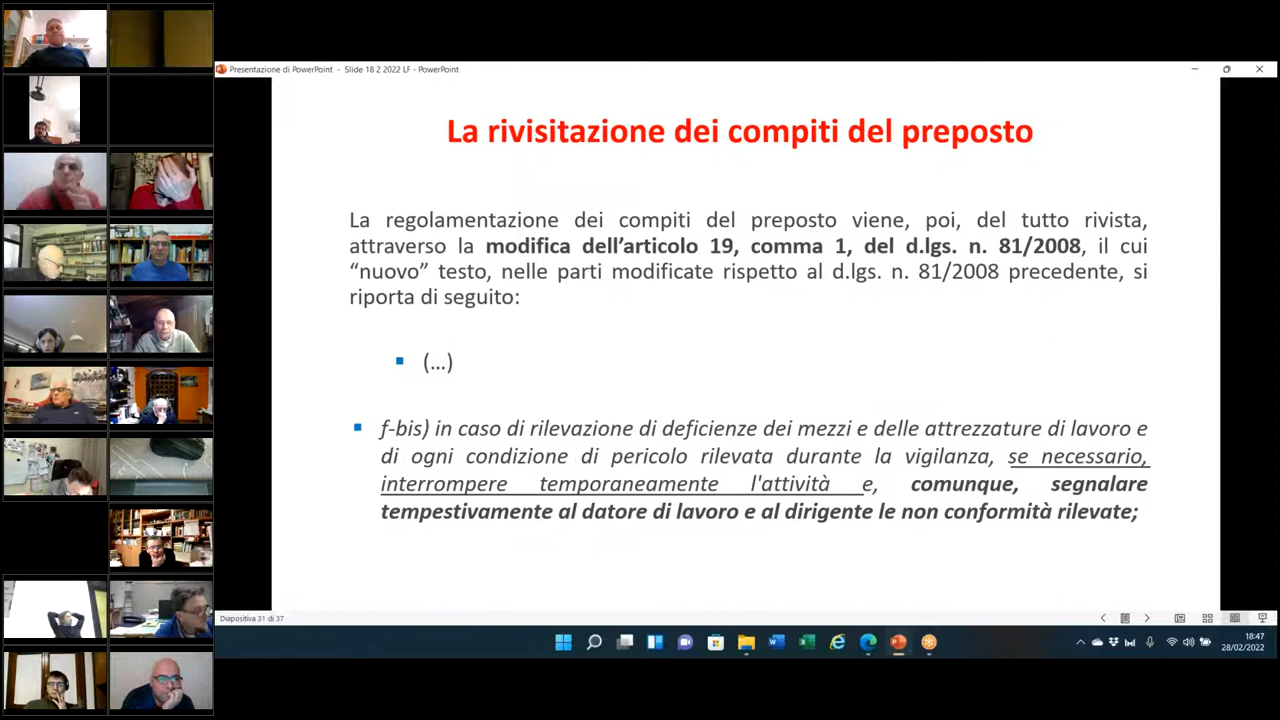 Presentazione di PowerPoint - Slide 18 2 2022 LF - PowerPoint
La rivisitazione dei compiti del preposto
La regolamentazione dei compiti del preposto viene, poi, del tutto rivista,
attraverso la modifica dell’articolo 19, comma 1, del d.lgs. n. 81/2008, il cui
“nuovo” testo, nelle parti modificate rispetto al d.lgs. n. 81/2008 precedente, si
riporta di seguito:
(…)
f-bis) in caso di rilevazione di deficienze dei mezzi e delle attrezzature di lavoro e
di ogni condizione di pericolo rilevata durante la vigilanza, se necessario,
interrompere temporaneamente l'attività e, comunque, segnalare
tempestivamente al datore di lavoro e al dirigente le non conformità rilevate;
Diapositiva 31 di 37
18:47
28/02/2022